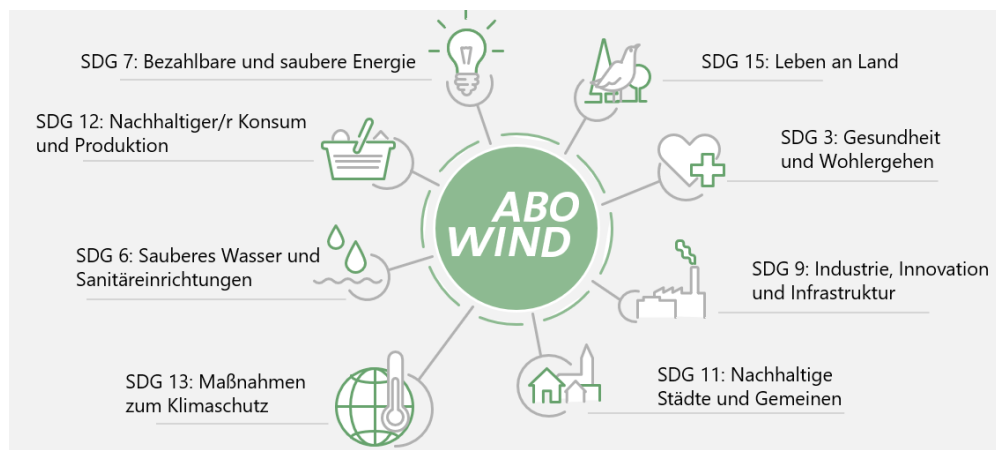 SDG 7: Bezahlbare und saubere Energie
SDG 15: Leben an Land
SDG 12: Nachhaltiger/r Konsum
und Produktion
SDG 3: Gesundheit
und Wohlergehen
ABO
WIND
SDG 6: Sauberes Wasser und
Sanitäreinrichtungen
SDG 9: Industrie, Innovation
und Infrastruktur
SDG 13: Maßnahmen
zum Klimaschutz
SDG 11: Nachhaltige
Städte und Gemeinen